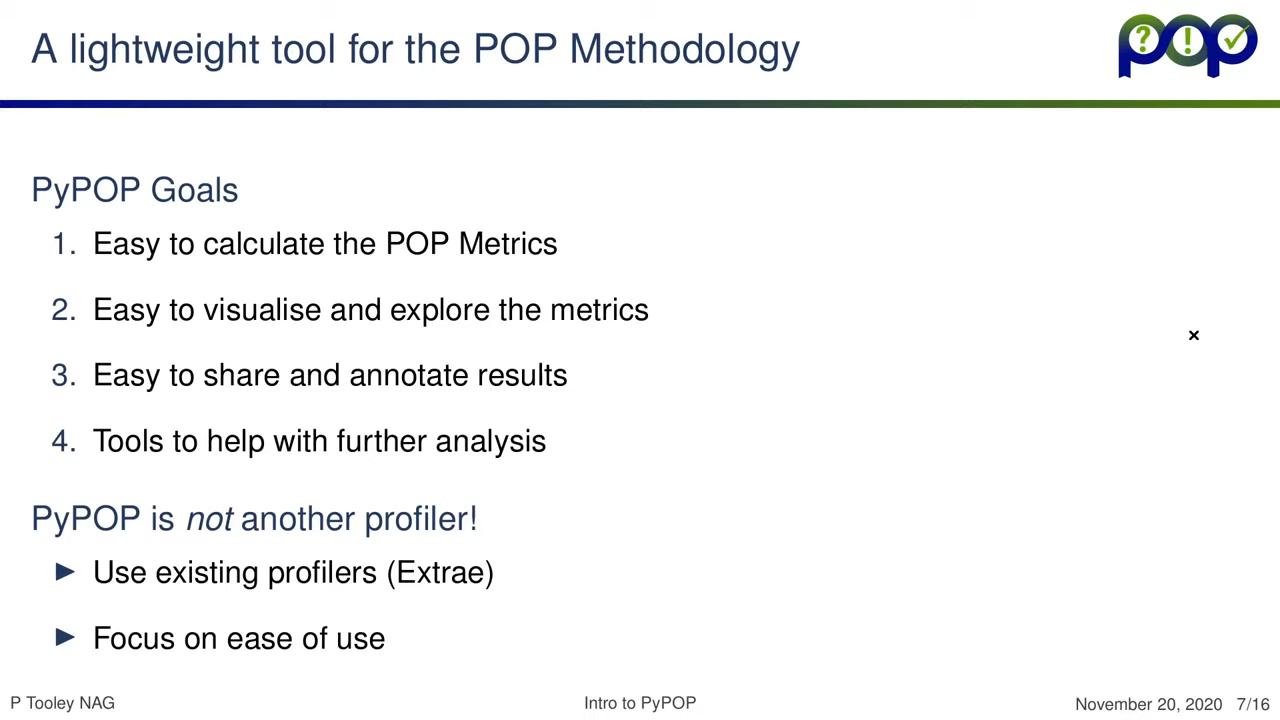 A lightweight tool for the POP Methodology
pop
PyPOP Goals
1. Easy to calculate the POP Metrics
2. Easy to visualise and explore the metrics
3. Easy to share and annotate results
4. Tools to help with further analysis
PyPOP is not another profiler!
▶ Use existing profilers (Extrae)
▶ Focus on ease of use
P Tooley NAG
Intro to PyPOP
November 20, 2020 7/16